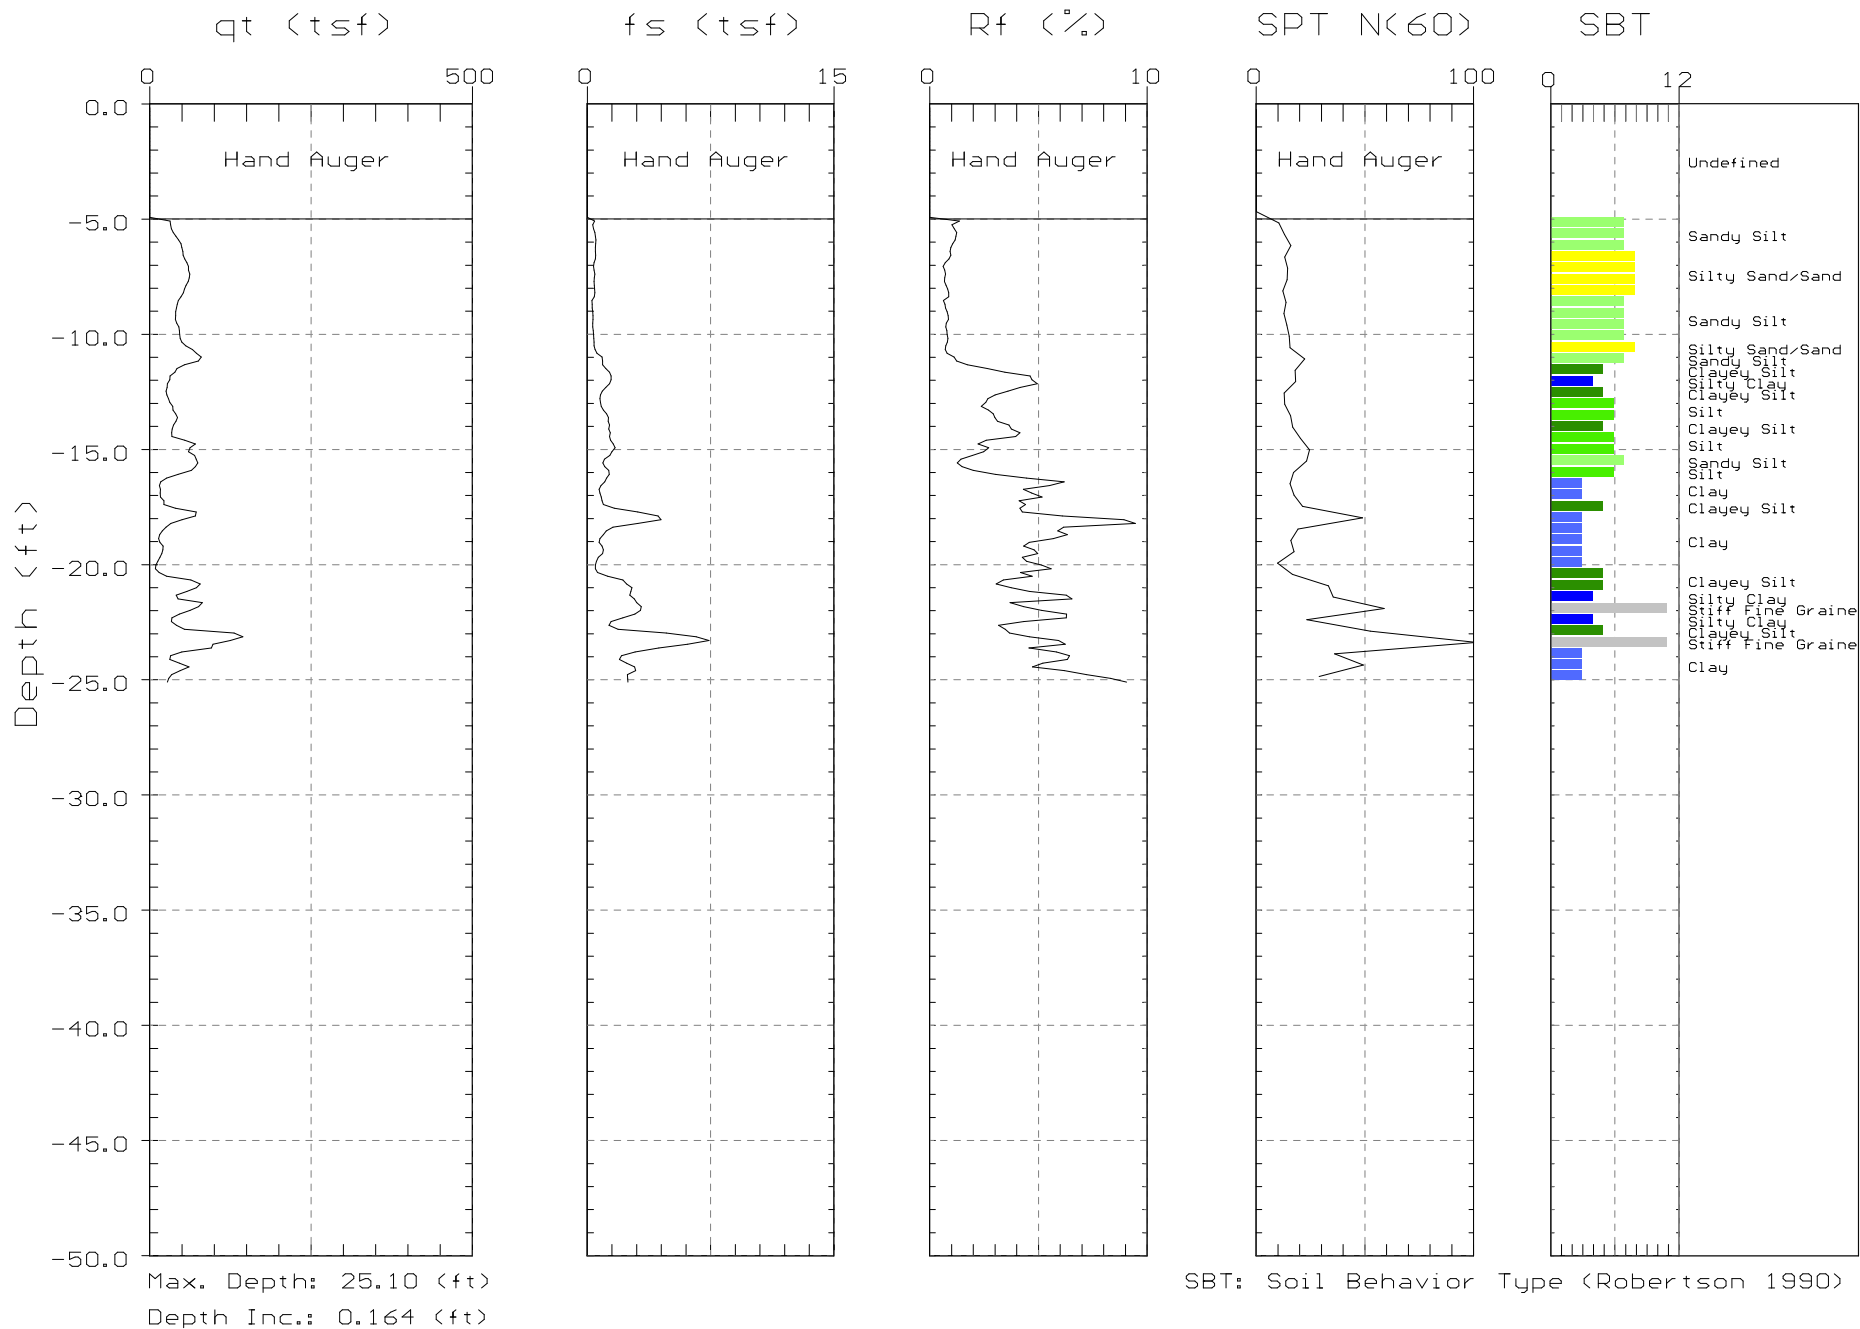 qt (tsf) fs (tsf) Rf (%) SPT N(60) SBT
0 500 0 15 0 10 0 100 0 12
0.0
Hand Auger Hand Auger Hand Auger Hand Auger Undefined
-5.0
Sandy Silt
Silty Sand/Sand
Sandy Silt
-10.0
Silty Sand/Sand
Sandy Silt
Clayey Silt
Silty Clay
Clayey Silt
Silt
Clayey Silt
Silt
-15.0
Sandy Silt
Silt
Clay
Clayey Silt
Clay
-20.0
Clayey Silt
Silty Clay
Stiff Fine Graine
Silty Clay
Clayey Silt
Stiff Fine Graine
Clay
-25.0
Depth (ft)
-30.0
-35.0
-40.0
-45.0
-50.0
Max. Depth: 25.10 (ft) SBT: Soil Behavior Type (Robertson 1990)
Depth Inc.: 0.164 (ft)